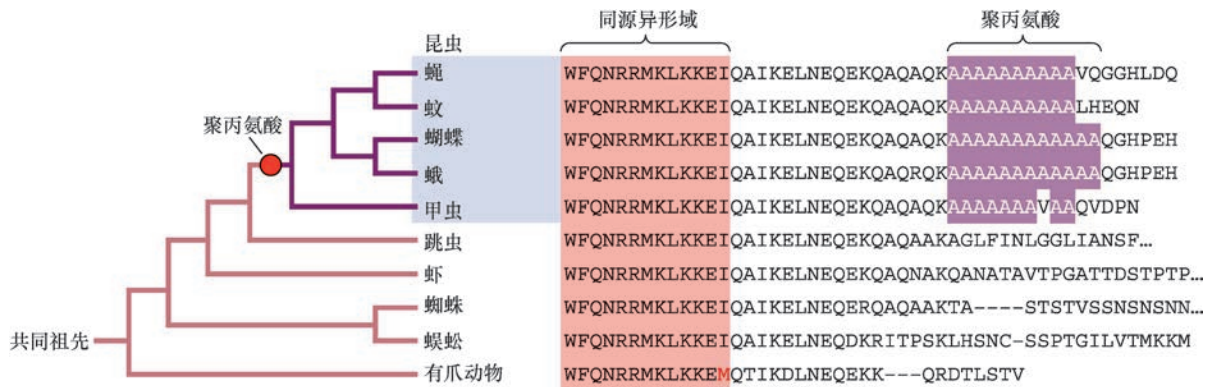 同源异形域 聚丙氨酸
昆虫
蝇 WFQNRRMKLKKEIQAIKELNEQEKQAQAQKAAAAAAAAAAVQGGHLDQ
蚊 WFQNRRMKLKKEIQAIKELNEQEKQAQAQKAAAAAAAAAALHEQN
聚丙氨酸
蝴蝶 WFQNRRMKLKKEIQAIKELNEQEKQAQAQKAAAAAAAAAAAAQGHPEH
蛾 WFQNRRMKLKKEIQAIKELNEQEKQAQRQKAAAAAAAAAAAAQGHPEH
甲虫 WFQNRRMKLKKEIQAIKELNEQEKQAQAQKAAAAAAAVAAQVDPN
跳虫 WFQNRRMKLKKEIQAIKELNEQEKQAQAAKAGLFINLGGLIANSF…
虾 WFQNRRMKLKKEIQAIKELNEQEKQAQNAKQANATAVTPGATTDSTPTP…
蜘蛛 WFQNRRMKLKKEIQAIKELNEQERQAQAAKTA----STSTVSSNSNSNN…
共同祖先
蜈蚣 WFQNRRMKLKKEIQAIKELNEQDKRITPSKLHSNC-SSPTGILVTMKKM
有爪动物 WFQNRRMKLKKEMQTIKDLNEQEKK---QRDTLSTV